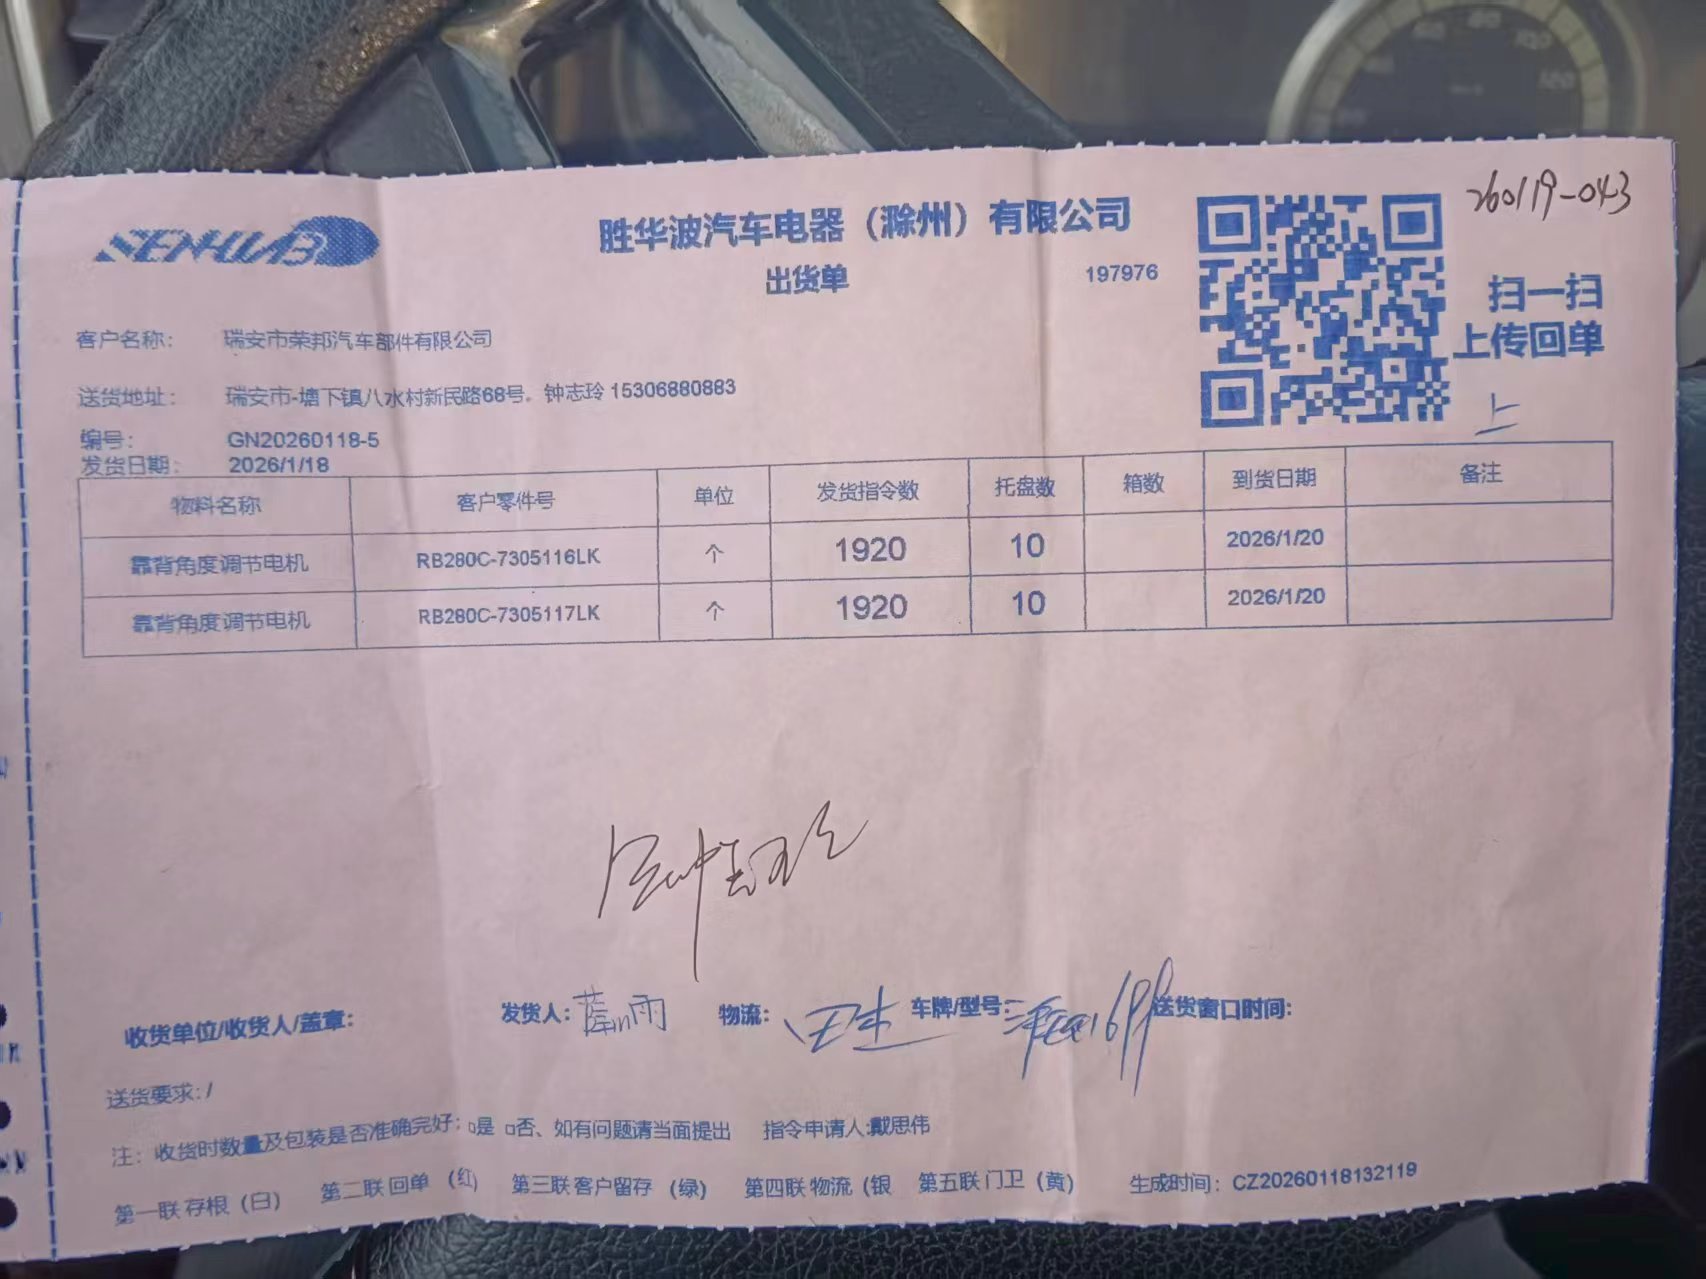 260119-043
SENHUAB
胜华波汽车电器（滁州）有限公司
出货单
197976
扫一扫
上传回单
上
客户名称： 瑞安市荣邦汽车部件有限公司
送货地址： 瑞安市-塘下镇八水村新民路68号，钟志玲 15306880883
编号： GN20260118-5
发货日期： 2026/1/18
物料名称 客户零件号 单位 发货指令数 托盘数 箱数 到货日期 备注
靠背角度调节电机 RB280C-7305116LK 个 1920 10 2026/1/20
靠背角度调节电机 RB280C-7305117LK 个 1920 10 2026/1/20
收货单位/收货人/盖章： 发货人： 物流： 车牌/型号： 送货窗口时间：
送货要求：/
注：收货时数量及包装是否准确完好：□是 □否、如有问题请当面提出 指令申请人:戴思伟
第一联 存根（白） 第二联 回单（红） 第三联 客户留存（绿） 第四联 物流（银 第五联 门卫（黄） 生成时间：CZ20260118132119